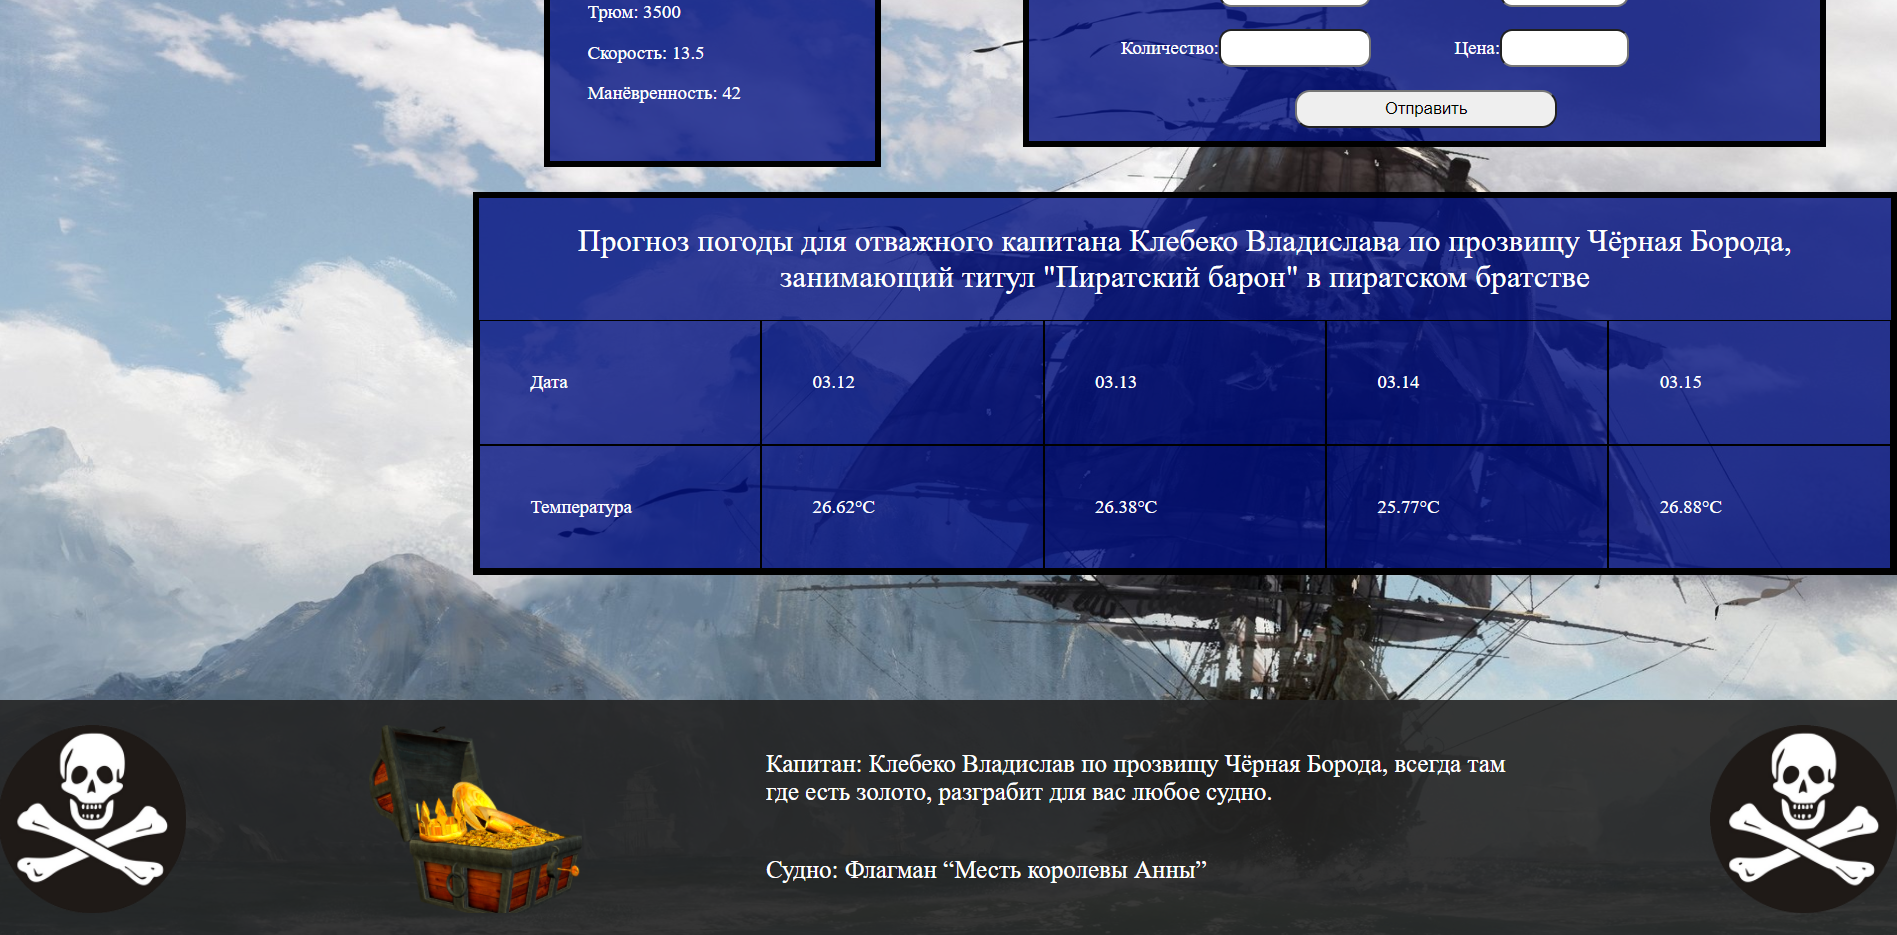 Трюм: 3500
Скорость: 13.5
Манёвренность: 42
Количество:
Цена:
Отправить
Прогноз погоды для отважного капитана Клебеко Владислава по прозвищу Чёрная Борода,
занимающий титул "Пиратский барон" в пиратском братстве
Дата 03.12 03.13 03.14 03.15
Температура 26.62°C 26.38°C 25.77°C 26.88°C
Капитан: Клебеко Владислав по прозвищу Чёрная Борода, всегда там
где есть золото, разграбит для вас любое судно.
Судно: Флагман “Месть королевы Анны”